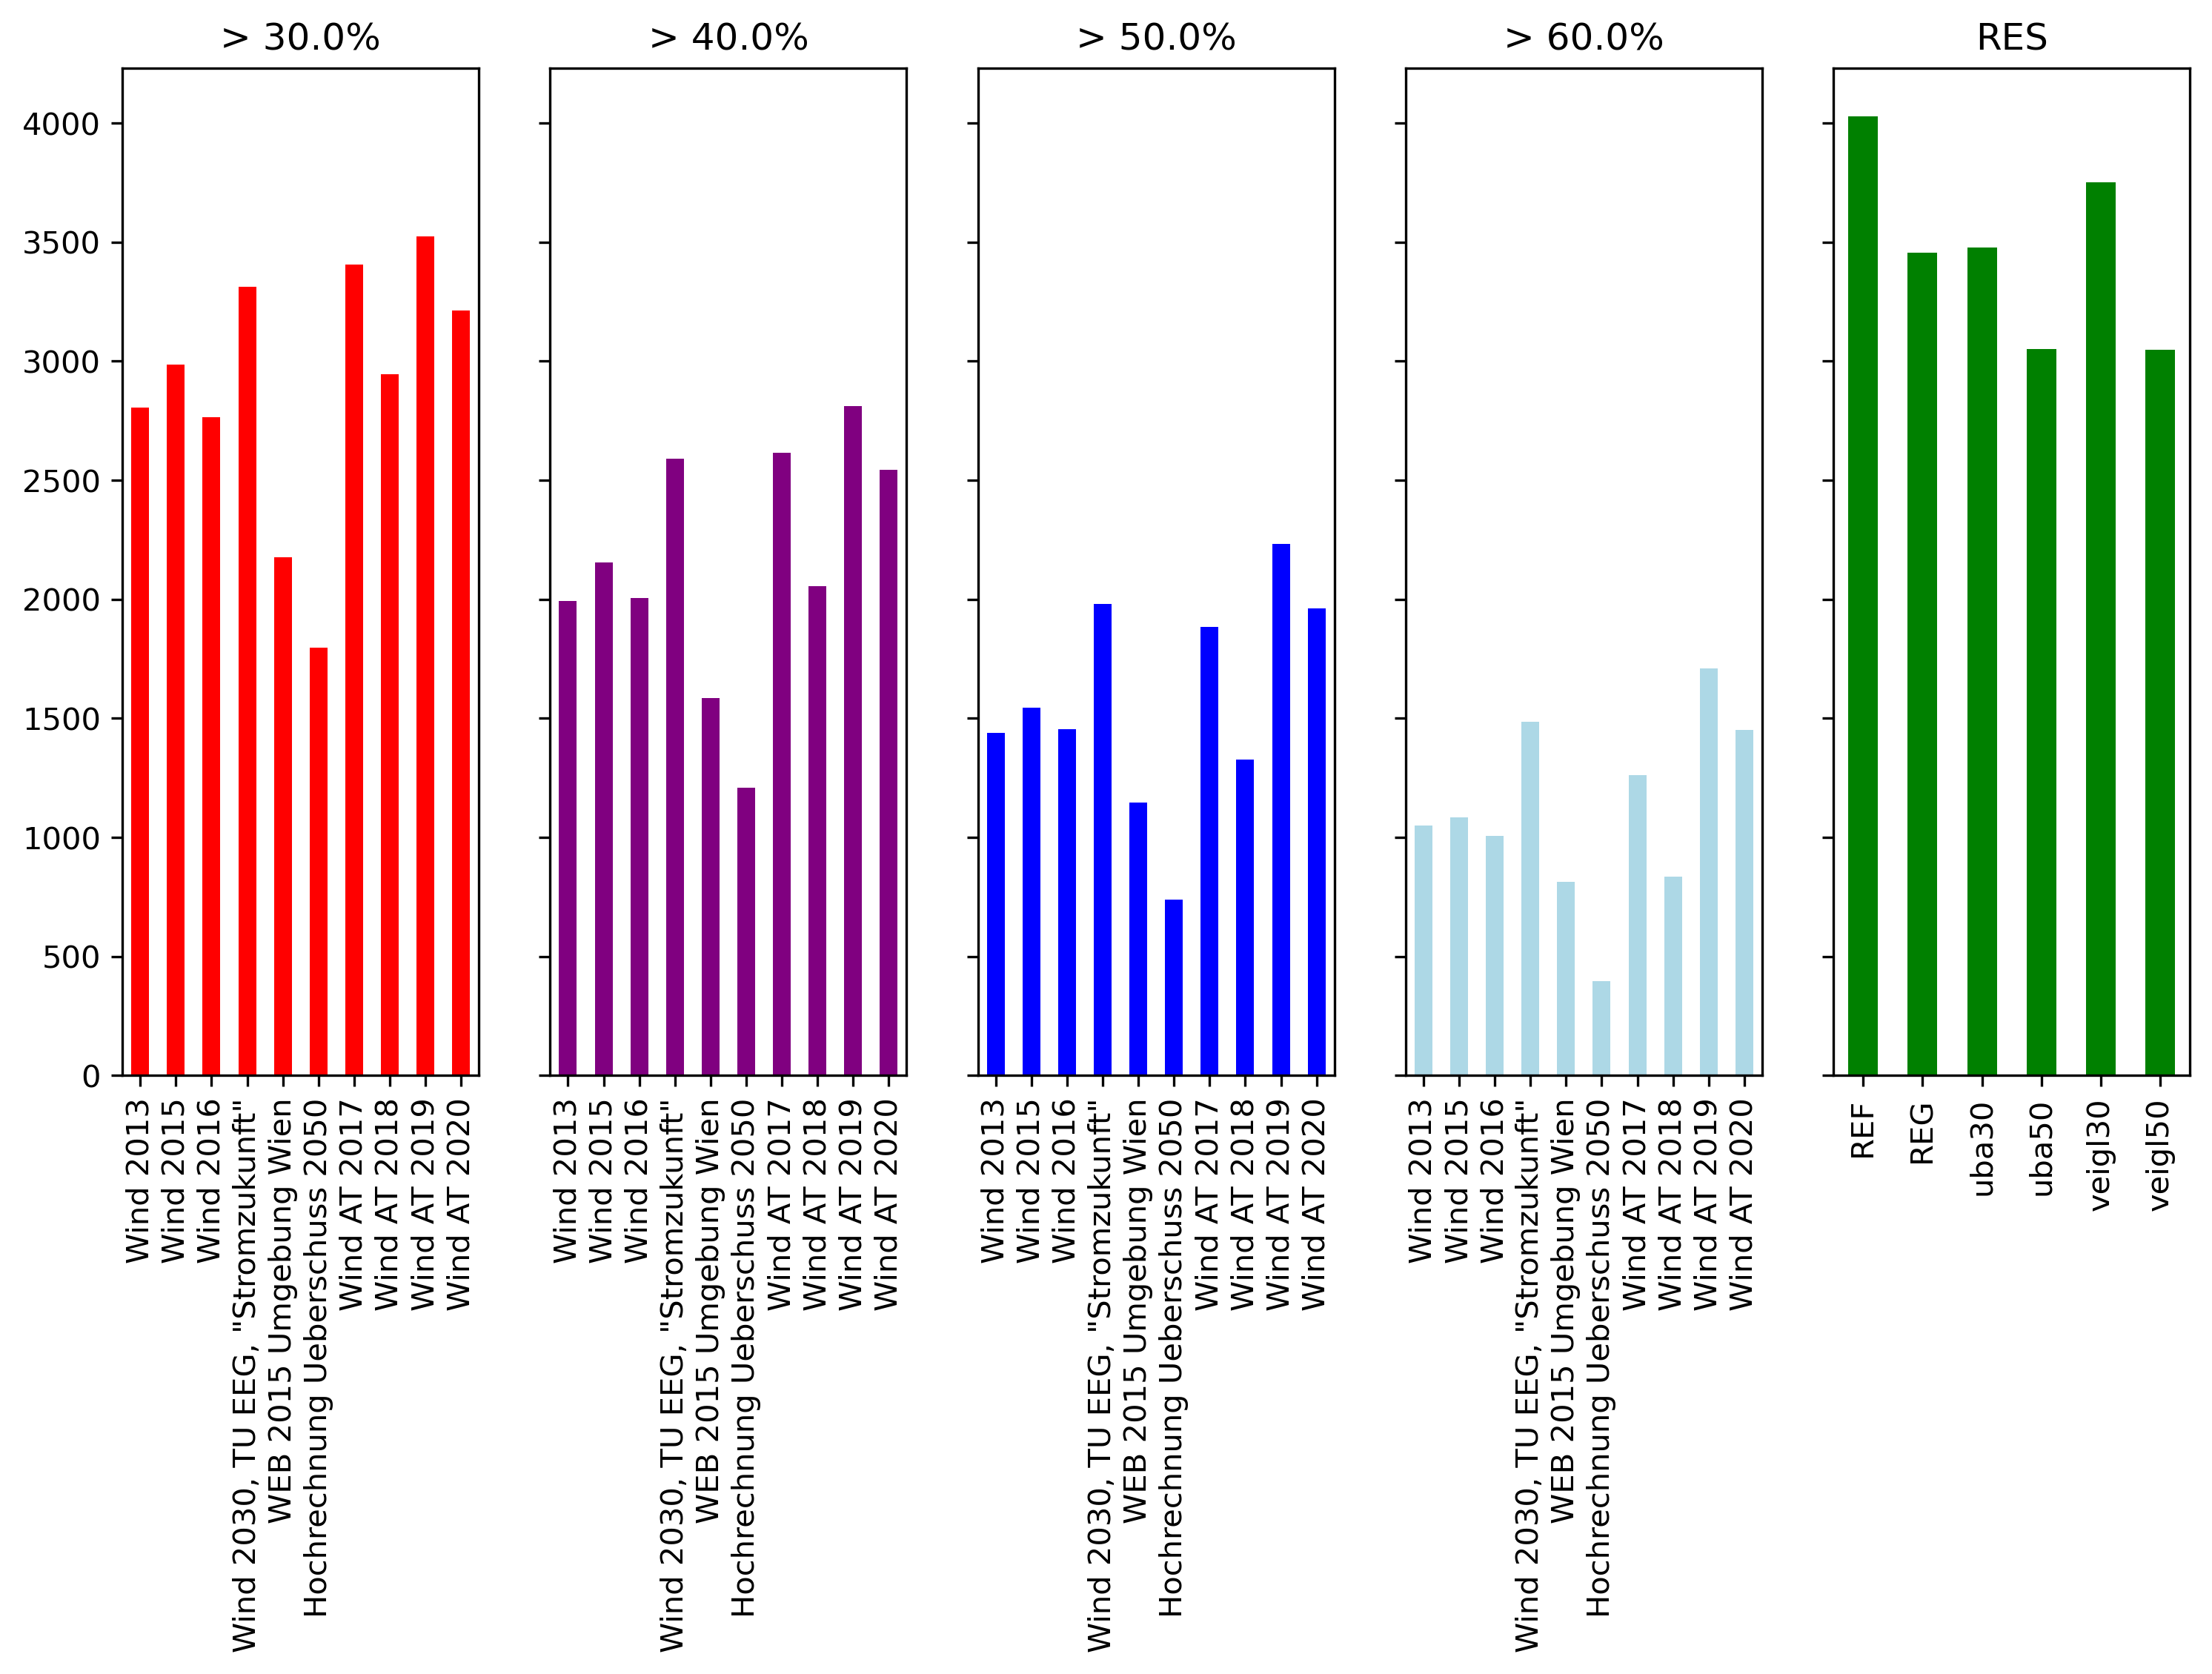 > 30.0%
> 40.0%
> 50.0%
> 60.0%
RES
4000
3500
3000
2500
2000
1500
1000
500
0
Wind 2013
Wind 2015
Wind 2016
Wind 2030, TU EEG, "Stromzukunft"
WEB 2015 Umgebung Wien
Hochrechnung Ueberschuss 2050
Wind AT 2017
Wind AT 2018
Wind AT 2019
Wind AT 2020
Wind 2013
Wind 2015
Wind 2016
Wind 2030, TU EEG, "Stromzukunft"
WEB 2015 Umgebung Wien
Hochrechnung Ueberschuss 2050
Wind AT 2017
Wind AT 2018
Wind AT 2019
Wind AT 2020
Wind 2013
Wind 2015
Wind 2016
Wind 2030, TU EEG, "Stromzukunft"
WEB 2015 Umgebung Wien
Hochrechnung Ueberschuss 2050
Wind AT 2017
Wind AT 2018
Wind AT 2019
Wind AT 2020
Wind 2013
Wind 2015
Wind 2016
Wind 2030, TU EEG, "Stromzukunft"
WEB 2015 Umgebung Wien
Hochrechnung Ueberschuss 2050
Wind AT 2017
Wind AT 2018
Wind AT 2019
Wind AT 2020
REF
REG
uba30
uba50
veigl30
veigl50